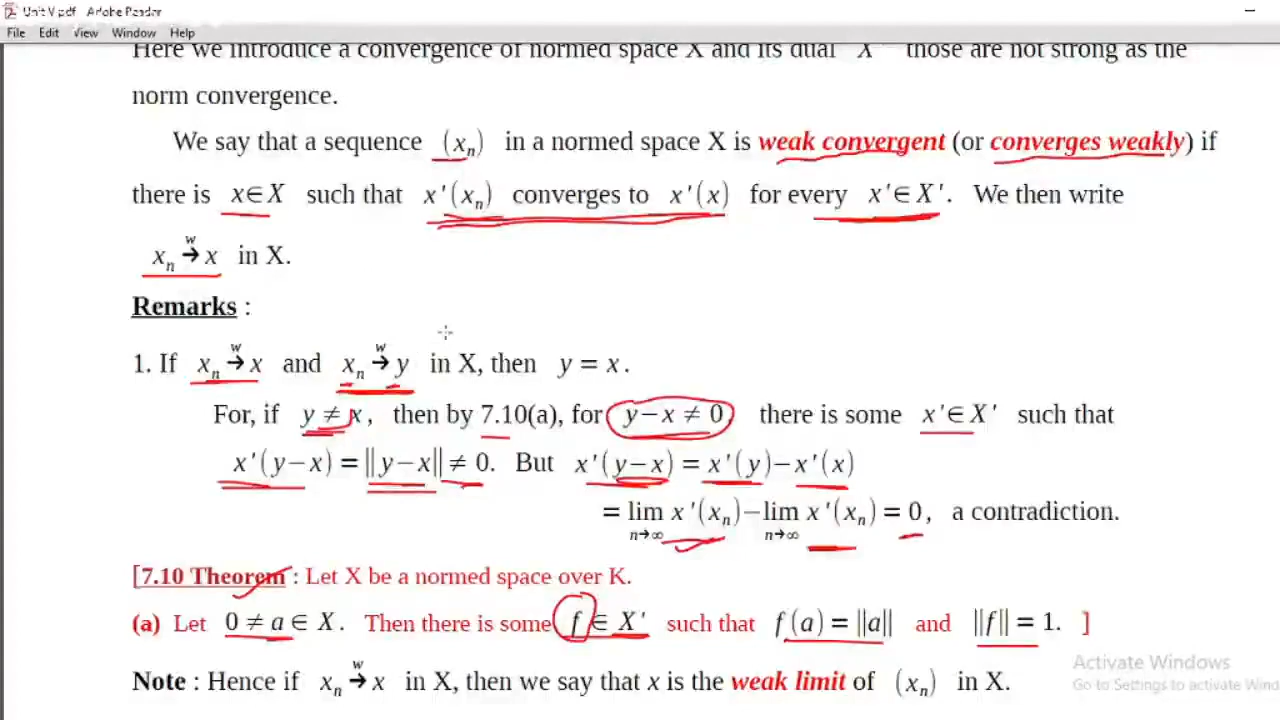 Unit V.pdf - Adobe Reader
File Edit View Window Help
Here we introduce a convergence of normed space X and its dual X' those are not strong as the
norm convergence.
We say that a sequence (xₙ) in a normed space X is weak convergent (or converges weakly) if
there is x∈X such that x'(xₙ) converges to x'(x) for every x'∈X'. We then write
xₙ →ʷ x in X.
Remarks :
1. If xₙ →ʷ x and xₙ →ʷ y in X, then y = x.
For, if y ≠ x, then by 7.10(a), for y−x ≠ 0 there is some x'∈X' such that
x'(y−x) = ‖y−x‖ ≠ 0. But x'(y−x) = x'(y)−x'(x)
= lim n→∞ x'(xₙ) − lim n→∞ x'(xₙ) = 0, a contradiction.
[7.10 Theorem : Let X be a normed space over K.
(a) Let 0 ≠ a ∈ X. Then there is some f ∈ X' such that f(a) = ‖a‖ and ‖f‖ = 1. ]
Note : Hence if xₙ →ʷ x in X, then we say that x is the weak limit of (xₙ) in X.
Activate Windows
Go to Settings to activate Wind